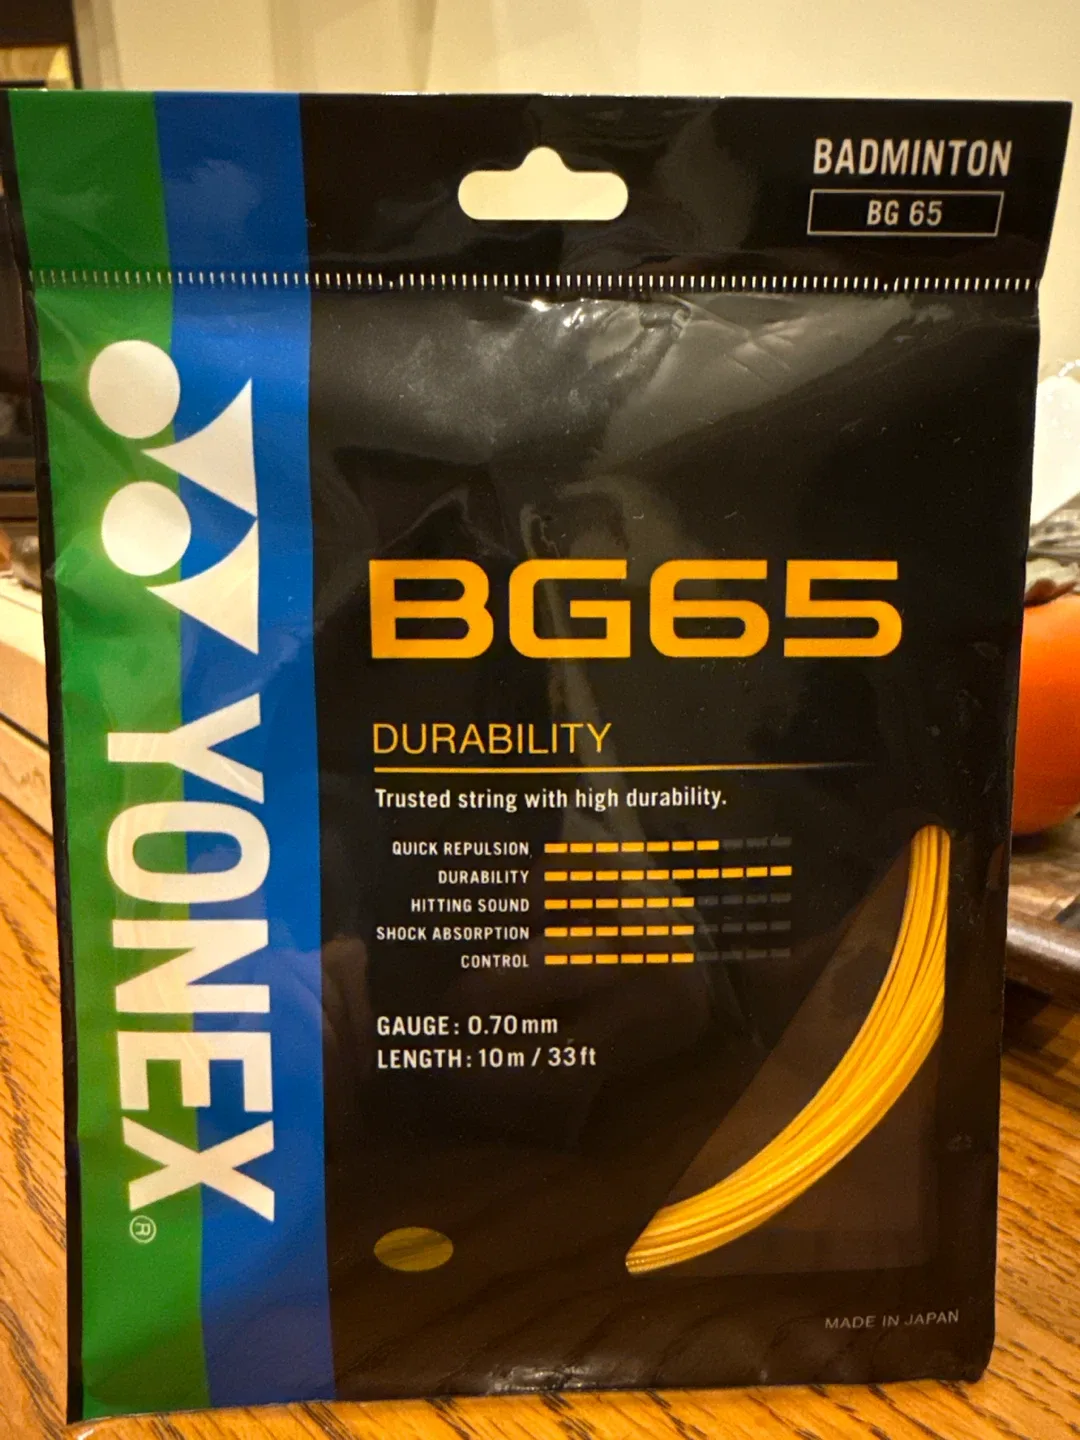 BADMINTON
BG 65
YONEX®
BG65
DURABILITY
Trusted string with high durability.
QUICK REPULSION
DURABILITY
HITTING SOUND
SHOCK ABSORPTION
CONTROL
GAUGE: 0.70mm
LENGTH: 10m / 33ft
MADE IN JAPAN